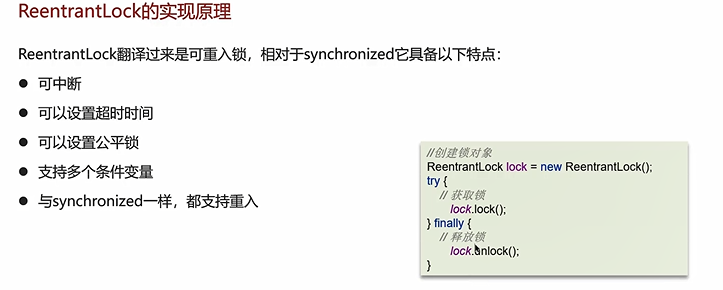 ReentrantLock的实现原理
ReentrantLock翻译过来是可重入锁，相对于synchronized它具备以下特点：
● 可中断
● 可以设置超时时间
● 可以设置公平锁
● 支持多个条件变量
● 与synchronized一样，都支持重入
//创建锁对象
ReentrantLock lock = new ReentrantLock();
try {
// 获取锁
lock.lock();
} finally {
// 释放锁
lock.unlock();
}